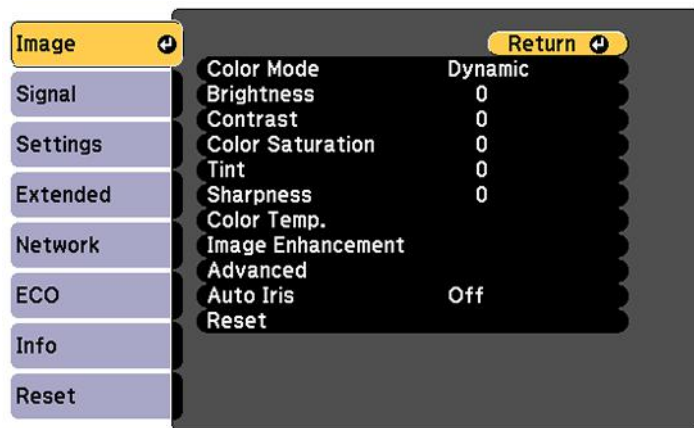 Image
Signal
Settings
Extended
Network
ECO
Info
Reset
Return
Color Mode Dynamic
Brightness 0
Contrast 0
Color Saturation 0
Tint 0
Sharpness 0
Color Temp.
Image Enhancement
Advanced
Auto Iris Off
Reset